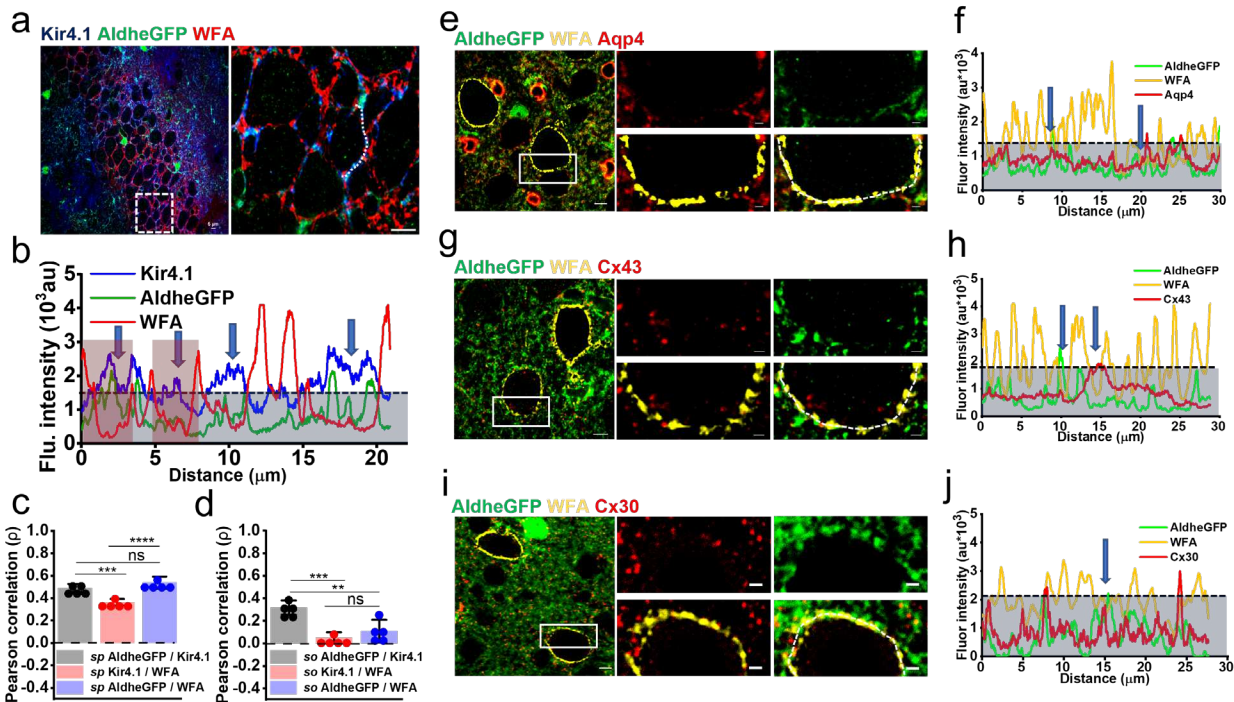 a
Kir4.1 AldheGFP WFA
b
Flu. intensity (10³au)
5
4
3
2
1
0
Kir4.1
AldheGFP
WFA
0 5 10 15 20
Distance (μm)
c
Pearson correlation (ρ)
1.0
0.8
0.6
0.4
0.2
0.0
-0.2
-0.4
****
ns
***
sp AldheGFP / Kir4.1
sp Kir4.1 / WFA
sp AldheGFP / WFA
d
Pearson correlation (ρ)
1.0
0.8
0.6
0.4
0.2
0.0
-0.2
-0.4
***
**
ns
so AldheGFP / Kir4.1
so Kir4.1 / WFA
so AldheGFP / WFA
e
AldheGFP WFA Aqp4
f
Fluor intensity (au*10³)
4
3
2
1
0
AldheGFP
WFA
Aqp4
0 5 10 15 20 25 30
Distance (μm)
g
AldheGFP WFA Cx43
h
Fluor intensity (au*10³)
5
4
3
2
1
0
AldheGFP
WFA
Cx43
0 5 10 15 20 25 30
Distance (μm)
i
AldheGFP WFA Cx30
j
Fluor intensity (au*10³)
5
4
3
2
1
0
AldheGFP
WFA
Cx30
0 5 10 15 20 25 30
Distance (μm)